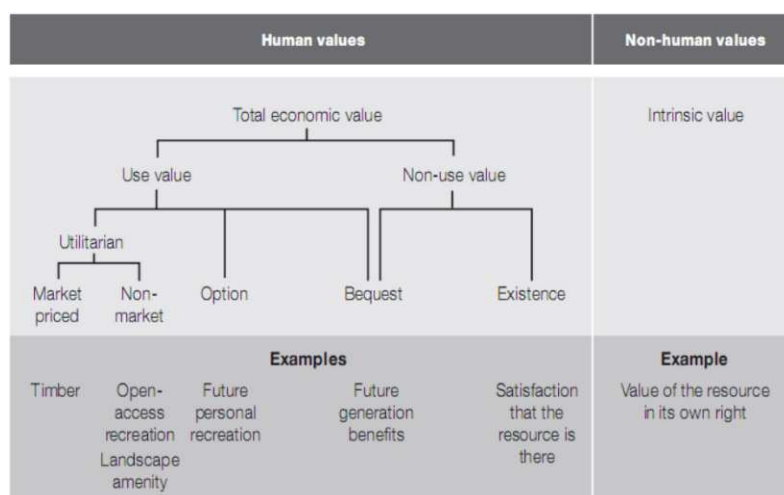 Human values
Non-human values
Total economic value
Intrinsic value
Use value
Non-use value
Utilitarian
Market
priced
Non-
market
Option
Bequest
Existence
Examples
Example
Timber
Open-
access
recreation
Landscape
amenity
Future
personal
recreation
Future
generation
benefits
Satisfaction
that the
resource is
there
Value of the resource
in its own right